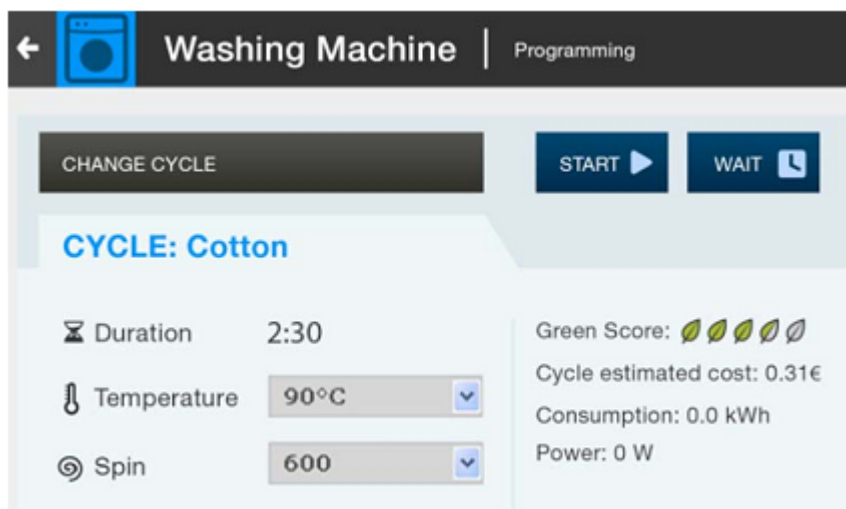 Washing Machine | Programming
CHANGE CYCLE
START
WAIT
CYCLE: Cotton
Duration 2:30
Temperature 90°C
Spin 600
Green Score:
Cycle estimated cost: 0.31€
Consumption: 0.0 kWh
Power: 0 W